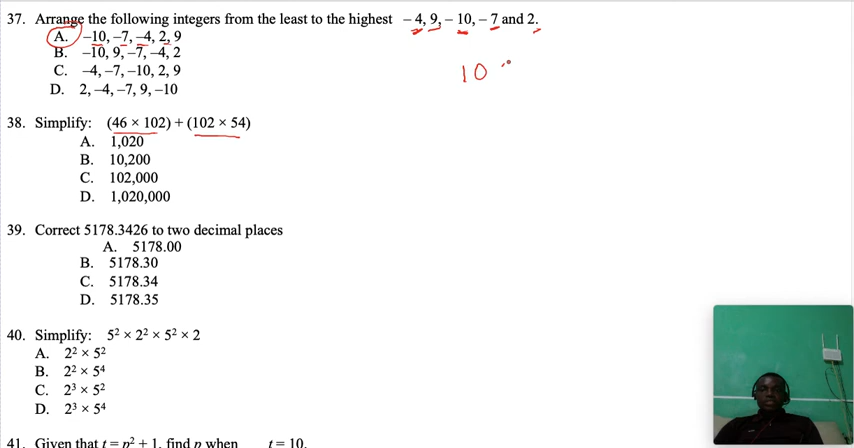 37. Arrange the following integers from the least to the highest – 4, 9, – 10, – 7 and 2.
A. –10, –7, –4, 2, 9
B. –10, 9, –7, –4, 2
C. –4, –7, –10, 2, 9
D. 2, –4, –7, 9, –10
10
38. Simplify: (46 × 102) + (102 × 54)
A. 1,020
B. 10,200
C. 102,000
D. 1,020,000
39. Correct 5178.3426 to two decimal places
A. 5178.00
B. 5178.30
C. 5178.34
D. 5178.35
40. Simplify: 5² × 2² × 5² × 2
A. 2² × 5²
B. 2² × 5⁴
C. 2³ × 5²
D. 2³ × 5⁴
41. Given that t = p² + 1, find p when t = 10.